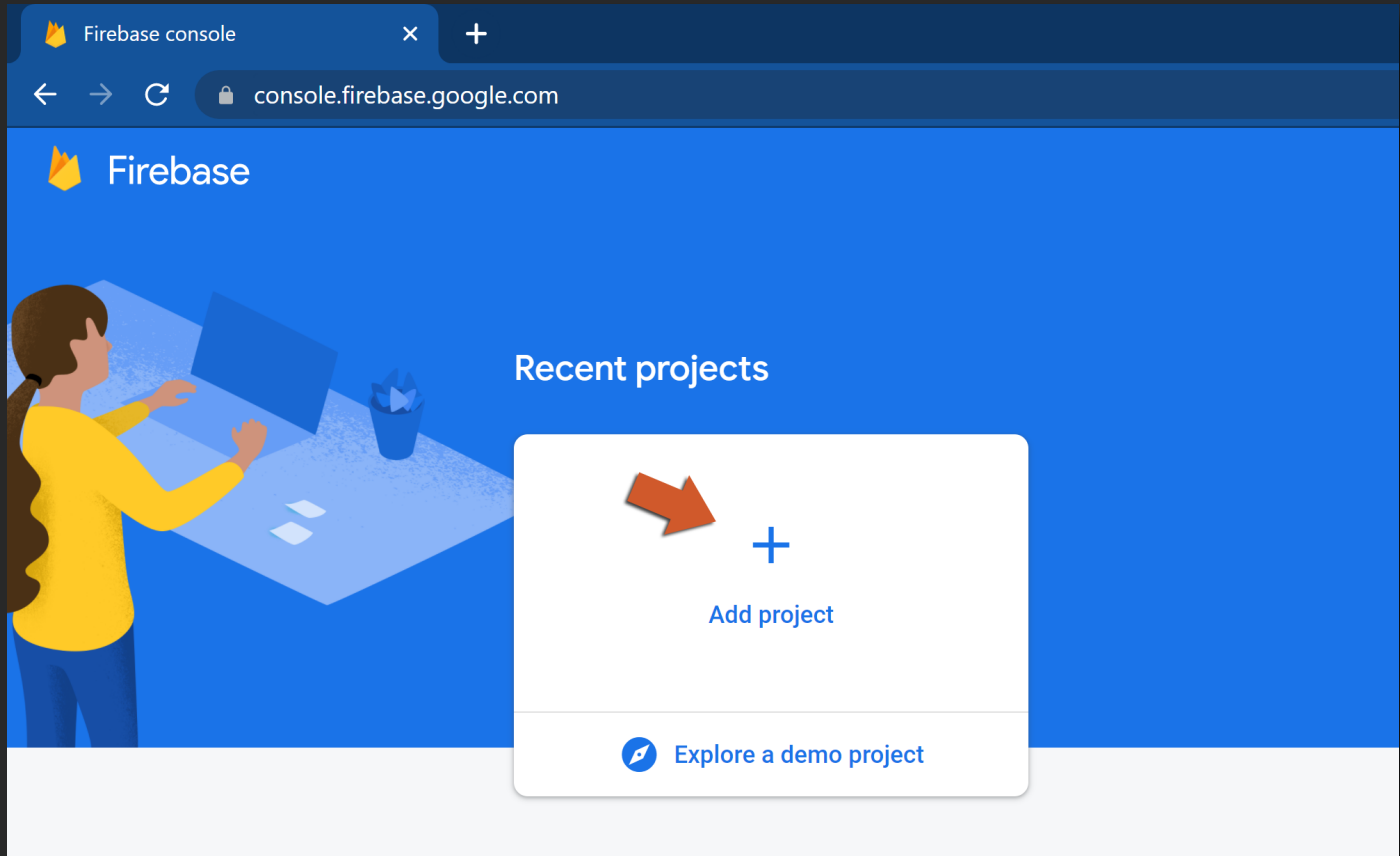 Firebase console
console.firebase.google.com
Firebase
Recent projects
Add project
Explore a demo project